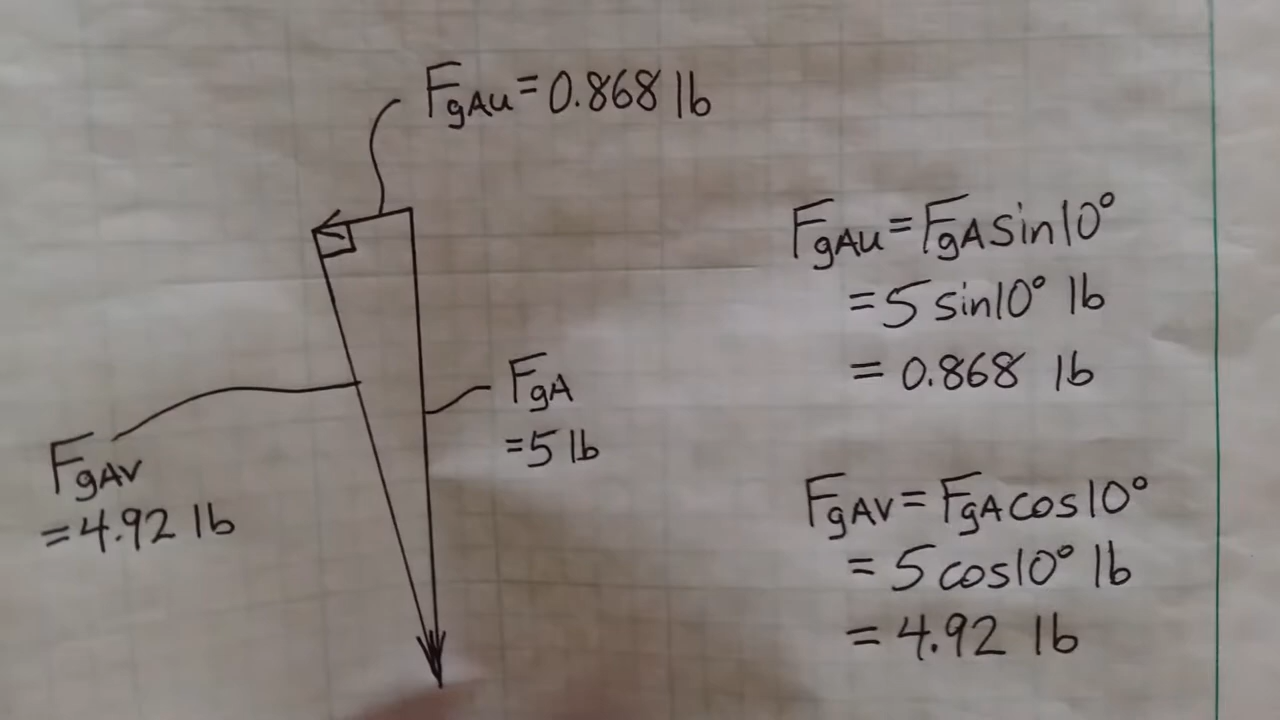 FgAu = 0.868 lb
FgA
= 5 lb
FgAv
= 4.92 lb
FgAu = FgA sin10°
= 5 sin10° lb
= 0.868 lb
FgAv = FgA cos10°
= 5 cos10° lb
= 4.92 lb